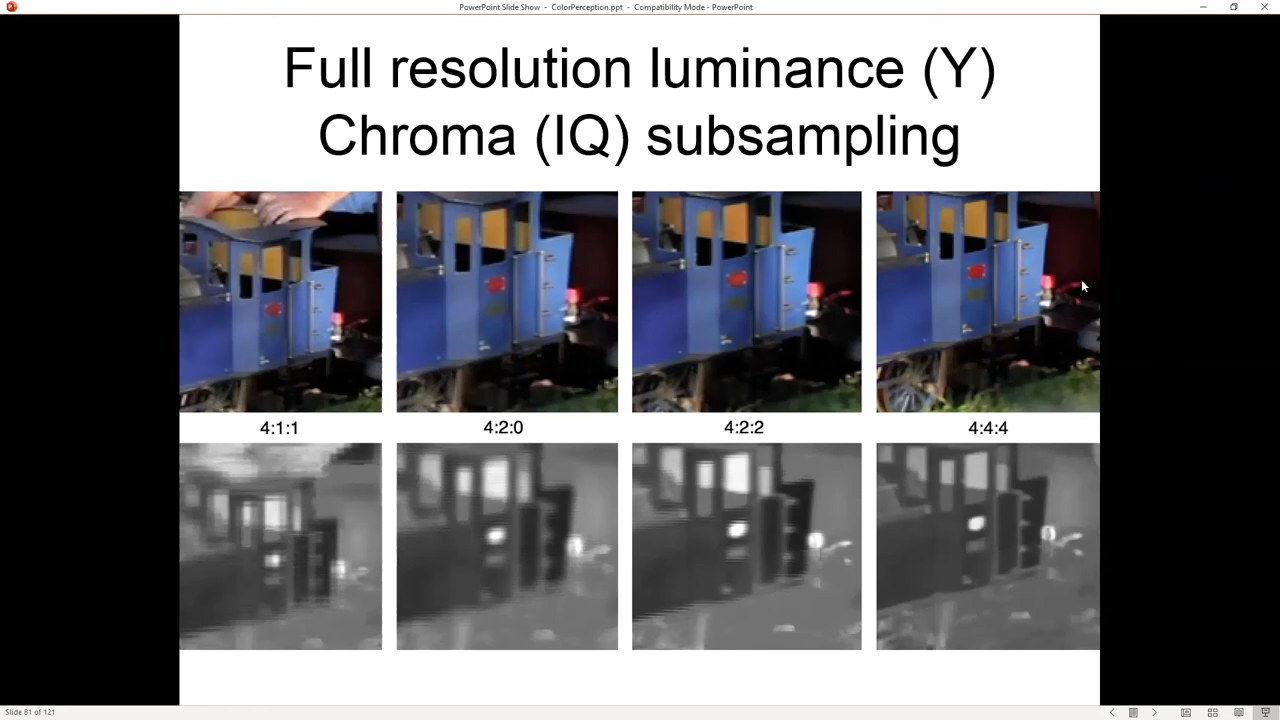 PowerPoint Slide Show - ColorPerception.ppt - Compatibility Mode - PowerPoint
Full resolution luminance (Y)
Chroma (IQ) subsampling
4:1:1
4:2:0
4:2:2
4:4:4
Slide 81 of 121